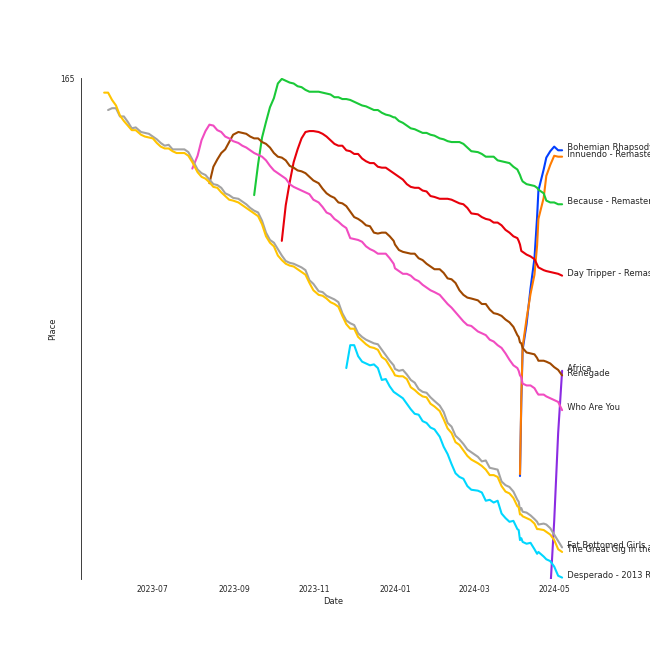 165
Bohemian Rhapsody
Innuendo - Remaste
Because - Remaster
Day Tripper - Remas
Africa
Renegade
Who Are You
Fat Bottomed Girls
The Great Gig in the
Desperado - 2013 R
Place
2023-07
2023-09
2023-11
2024-01
2024-03
2024-05
Date